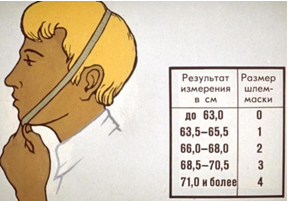 Результат Размер
измерения шлем-
в см маски
до 63,0 0
63,5–65,5 1
66,0–68,0 2
68,5–70,5 3
71,0 и более 4